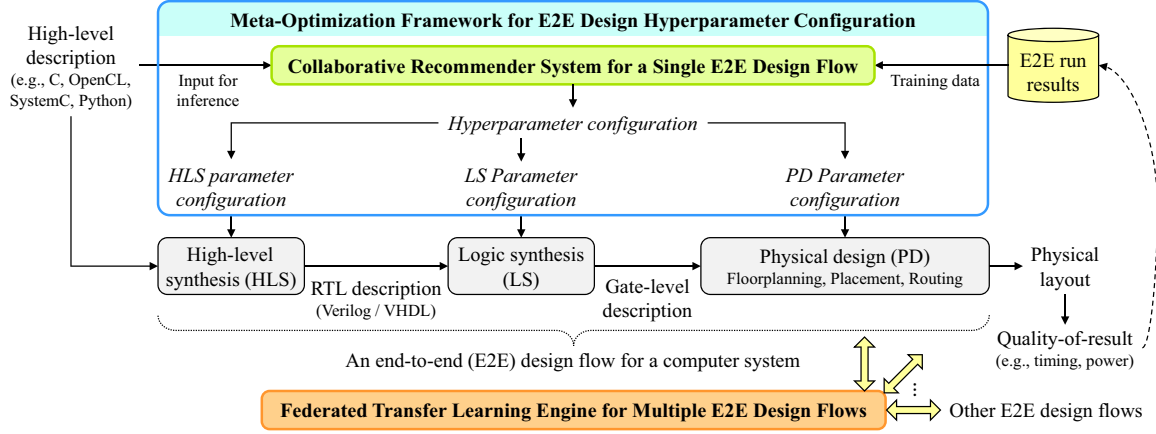 Meta-Optimization Framework for E2E Design Hyperparameter Configuration
High-level
description
(e.g., C, OpenCL,
SystemC, Python)
Input for
inference
Collaborative Recommender System for a Single E2E Design Flow
Training data
E2E run
results
Hyperparameter configuration
HLS parameter
configuration
LS Parameter
configuration
PD Parameter
configuration
High-level
synthesis (HLS)
RTL description
(Verilog / VHDL)
Logic synthesis
(LS)
Gate-level
description
Physical design (PD)
Floorplanning, Placement, Routing
Physical
layout
Quality-of-result
(e.g., timing, power)
An end-to-end (E2E) design flow for a computer system
...
Federated Transfer Learning Engine for Multiple E2E Design Flows
Other E2E design flows